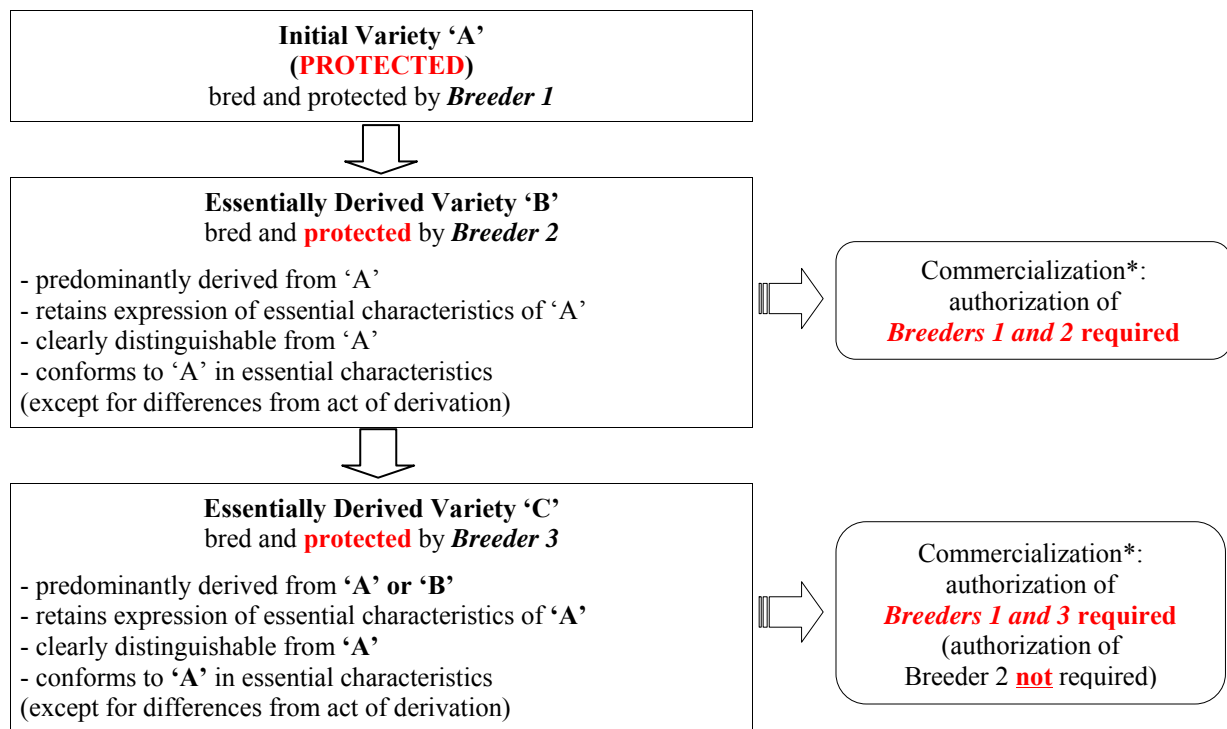 Initial Variety ‘A’
(PROTECTED)
bred and protected by Breeder 1
Essentially Derived Variety ‘B’
bred and protected by Breeder 2
- predominantly derived from ‘A’
- retains expression of essential characteristics of ‘A’
- clearly distinguishable from ‘A’
- conforms to ‘A’ in essential characteristics
(except for differences from act of derivation)
Commercialization*:
authorization of
Breeders 1 and 2 required
Essentially Derived Variety ‘C’
bred and protected by Breeder 3
- predominantly derived from ‘A’ or ‘B’
- retains expression of essential characteristics of ‘A’
- clearly distinguishable from ‘A’
- conforms to ‘A’ in essential characteristics
(except for differences from act of derivation)
Commercialization*:
authorization of
Breeders 1 and 3 required
(authorization of
Breeder 2 not required)